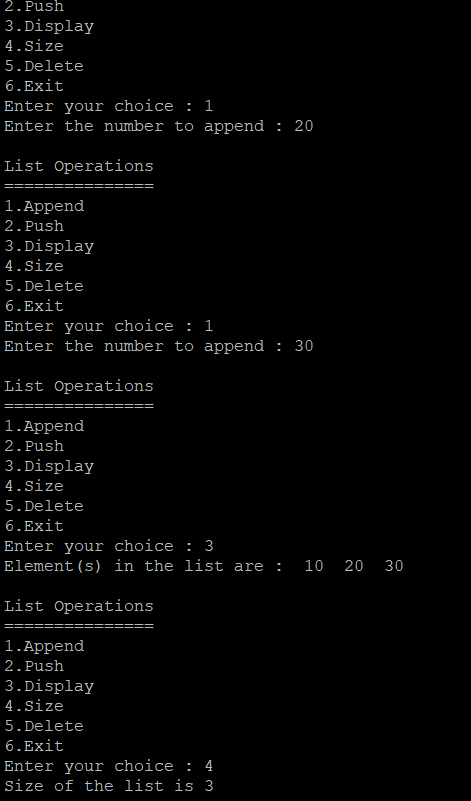 2.Push
3.Display
4.Size
5.Delete
6.Exit
Enter your choice : 1
Enter the number to append : 20
List Operations
===============
1.Append
2.Push
3.Display
4.Size
5.Delete
6.Exit
Enter your choice : 1
Enter the number to append : 30
List Operations
===============
1.Append
2.Push
3.Display
4.Size
5.Delete
6.Exit
Enter your choice : 3
Element(s) in the list are :  10  20  30
List Operations
===============
1.Append
2.Push
3.Display
4.Size
5.Delete
6.Exit
Enter your choice : 4
Size of the list is 3